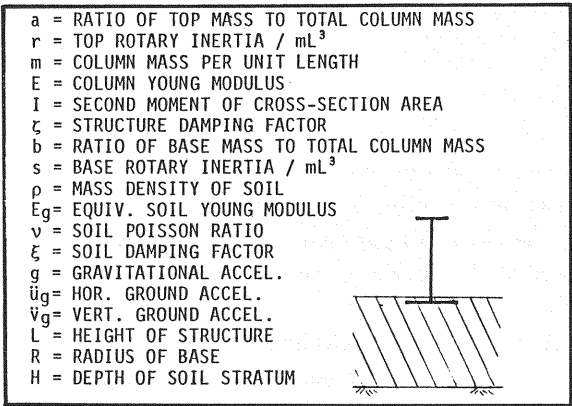 a = RATIO OF TOP MASS TO TOTAL COLUMN MASS
r = TOP ROTARY INERTIA / mL³
m = COLUMN MASS PER UNIT LENGTH
E = COLUMN YOUNG MODULUS
I = SECOND MOMENT OF CROSS-SECTION AREA
ζ = STRUCTURE DAMPING FACTOR
b = RATIO OF BASE MASS TO TOTAL COLUMN MASS
s = BASE ROTARY INERTIA / mL³
ρ = MASS DENSITY OF SOIL
Eg= EQUIV. SOIL YOUNG MODULUS
ν = SOIL POISSON RATIO
ξ = SOIL DAMPING FACTOR
g = GRAVITATIONAL ACCEL.
üg= HOR. GROUND ACCEL.
v̈g= VERT. GROUND ACCEL.
L = HEIGHT OF STRUCTURE
R = RADIUS OF BASE
H = DEPTH OF SOIL STRATUM